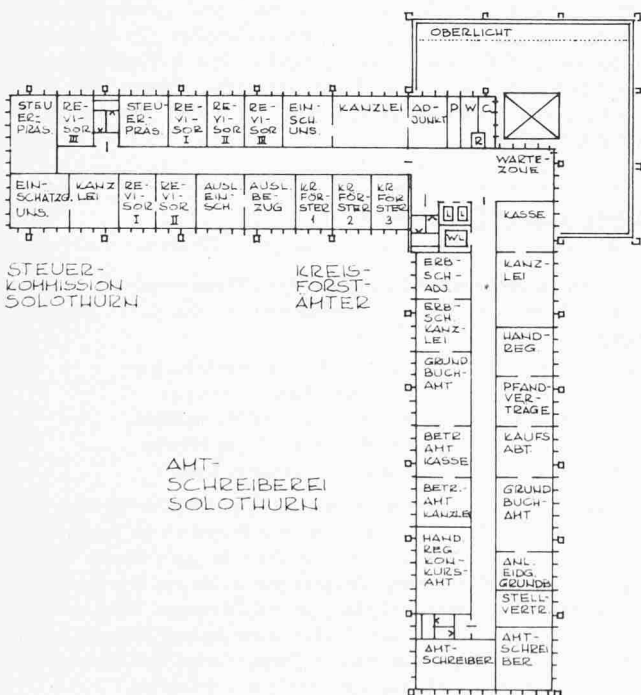 OBERLICHT
STEU
ER-
PRÄS.
RE-
VI-
SOR
III
STEU-
ER-
PRÄS.
RE-
VI-
SOR
I
RE-
VI-
SOR
II
RE-
VI-
SOR
III
EIN-
SCH.
UNS.
KANZLEI
AD-
JUNKT
P
W
C
R
WARTE-
ZONE
EIN-
SCHATZG.
UNS.
KANZ
LEI
RE-
VI-
SOR
I
RE-
VI-
SOR
II
AUSL.
EIN-
SCH.
AUSL.
BE-
ZUG
KR.
FÖR-
STER
1
KR.
FÖR-
STER
2
KR.
FÖR
STER
3
L
L
WL
KASSE
STEUER-
KOMMISSION
SOLOTHURN
KREIS-
FORST-
ÄMTER
ERB-
SCH-
ADJ.
KANZ-
LEI
ERB-
SCH.
KANZ-
LEI
HAND-
REG.
GRUND
BUCH-
AMT
PFAND-
VER-
TRÄGE
BETR.
AMT
KASSE
KAUFS
ABT.
AMT-
SCHREIBEREI
SOLOTHURN
BETR.-
AMT
KANZLEI
GRUND
BUCH-
AMT
HAND.
REG.
KON-
KURS-
AMT
ANL.
EIDG.
GRUNDB
STELL-
VERTR.
AMT-
SCHREIBER
AMT-
SCHREI
BER